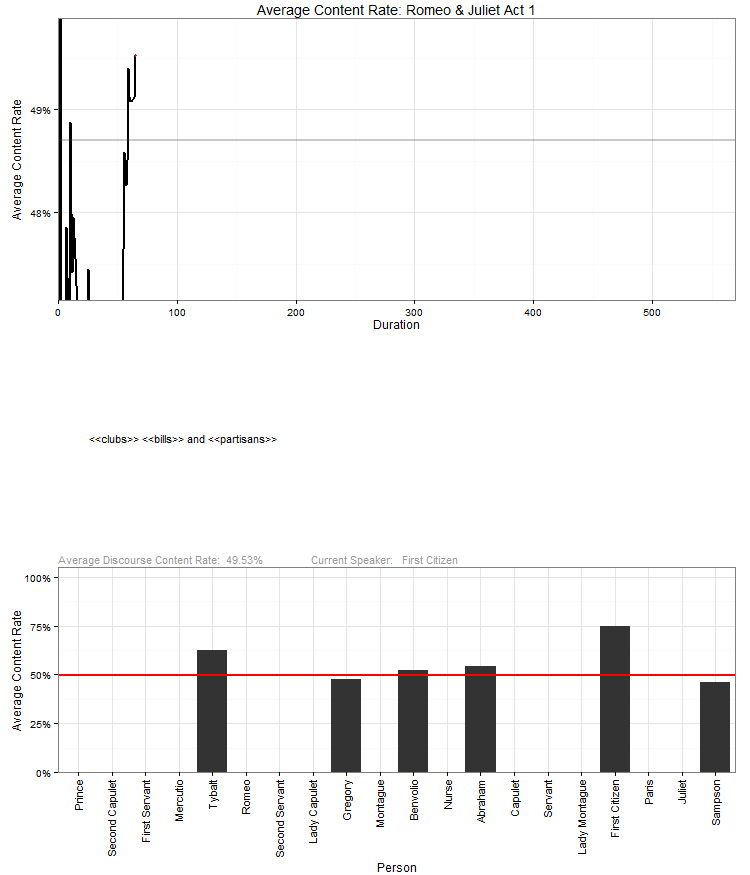 Average Content Rate: Romeo & Juliet Act 1
Average Content Rate
49%
48%
0 100 200 300 400 500
Duration
<<clubs>> <<bills>> and <<partisans>>
Average Discourse Content Rate: 49.53% Current Speaker: First Citizen
Average Content Rate
100%
75%
50%
25%
0%
Prince
Second Capulet
First Servant
Mercutio
Tybalt
Romeo
Second Servant
Lady Capulet
Gregory
Montague
Benvolio
Nurse
Abraham
Capulet
Servant
Lady Montague
First Citizen
Paris
Juliet
Sampson
Person